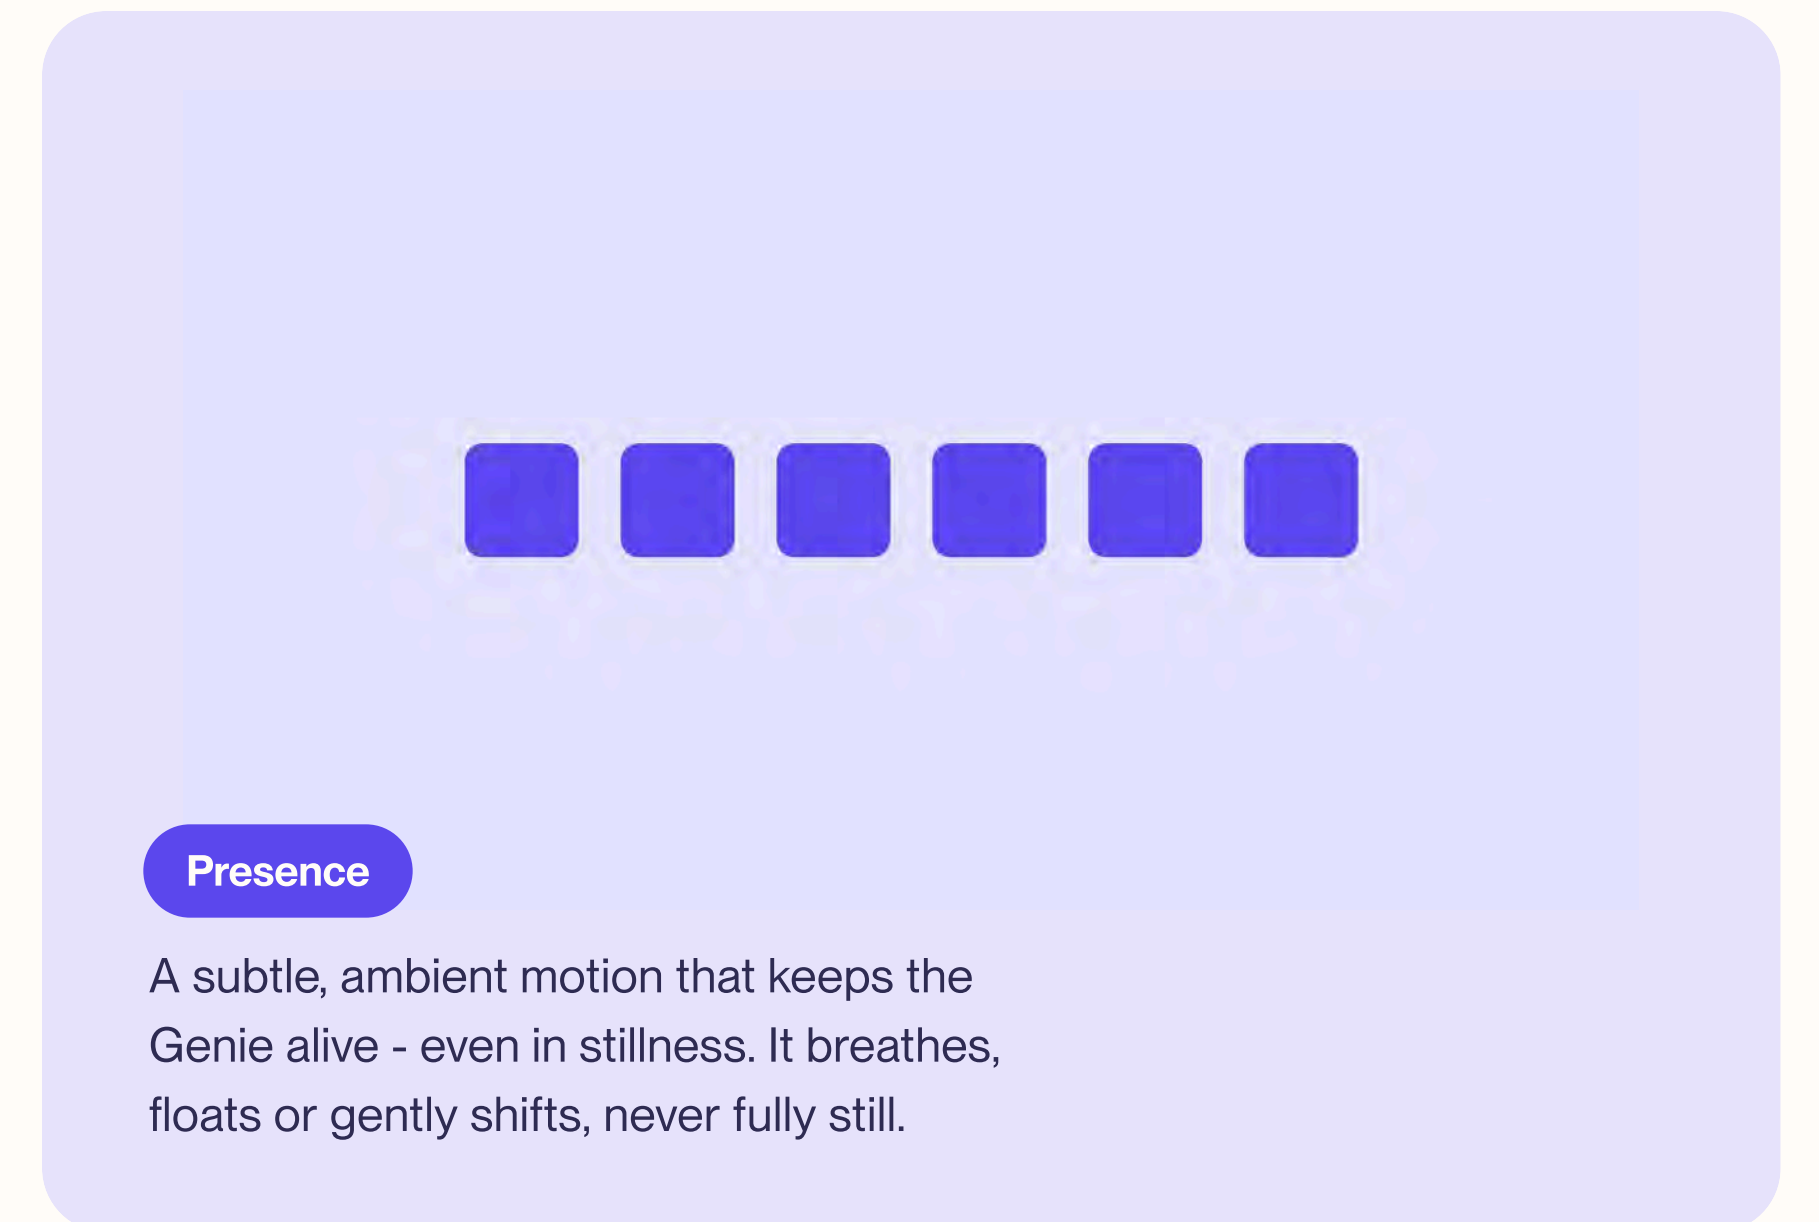 Presence
A subtle, ambient motion that keeps the
Genie alive - even in stillness. It breathes,
floats or gently shifts, never fully still.